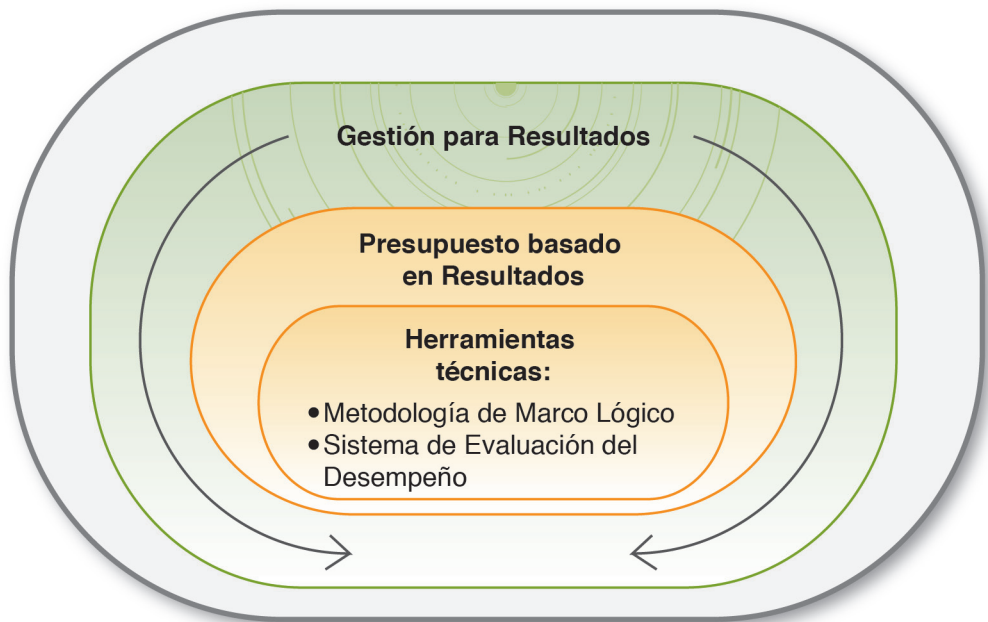 Gestión para Resultados
Presupuesto basado
en Resultados
Herramientas
técnicas:
• Metodología de Marco Lógico
• Sistema de Evaluación del
Desempeño